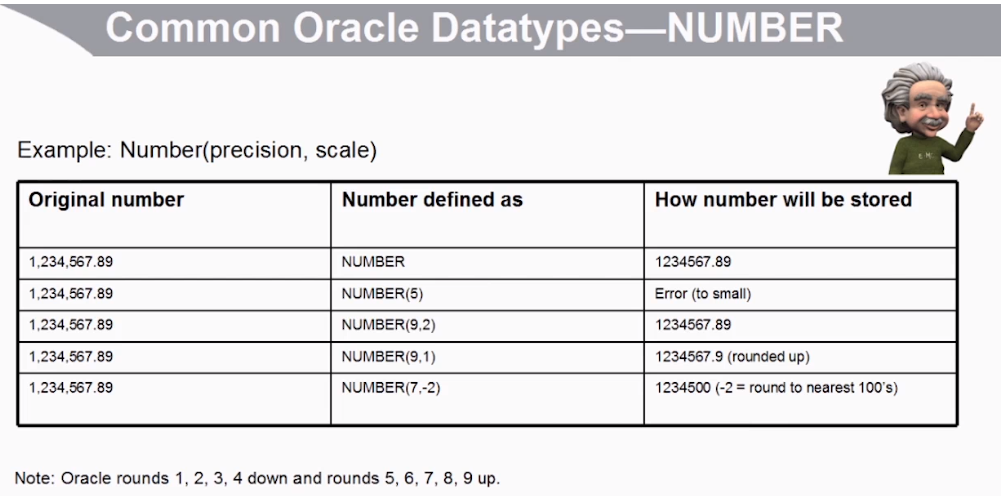 Common Oracle Datatypes—NUMBER
Example: Number(precision, scale)
Original number Number defined as How number will be stored
1,234,567.89 NUMBER 1234567.89
1,234,567.89 NUMBER(5) Error (to small)
1,234,567.89 NUMBER(9,2) 1234567.89
1,234,567.89 NUMBER(9,1) 1234567.9 (rounded up)
1,234,567.89 NUMBER(7,-2) 1234500 (-2 = round to nearest 100's)
Note: Oracle rounds 1, 2, 3, 4 down and rounds 5, 6, 7, 8, 9 up.